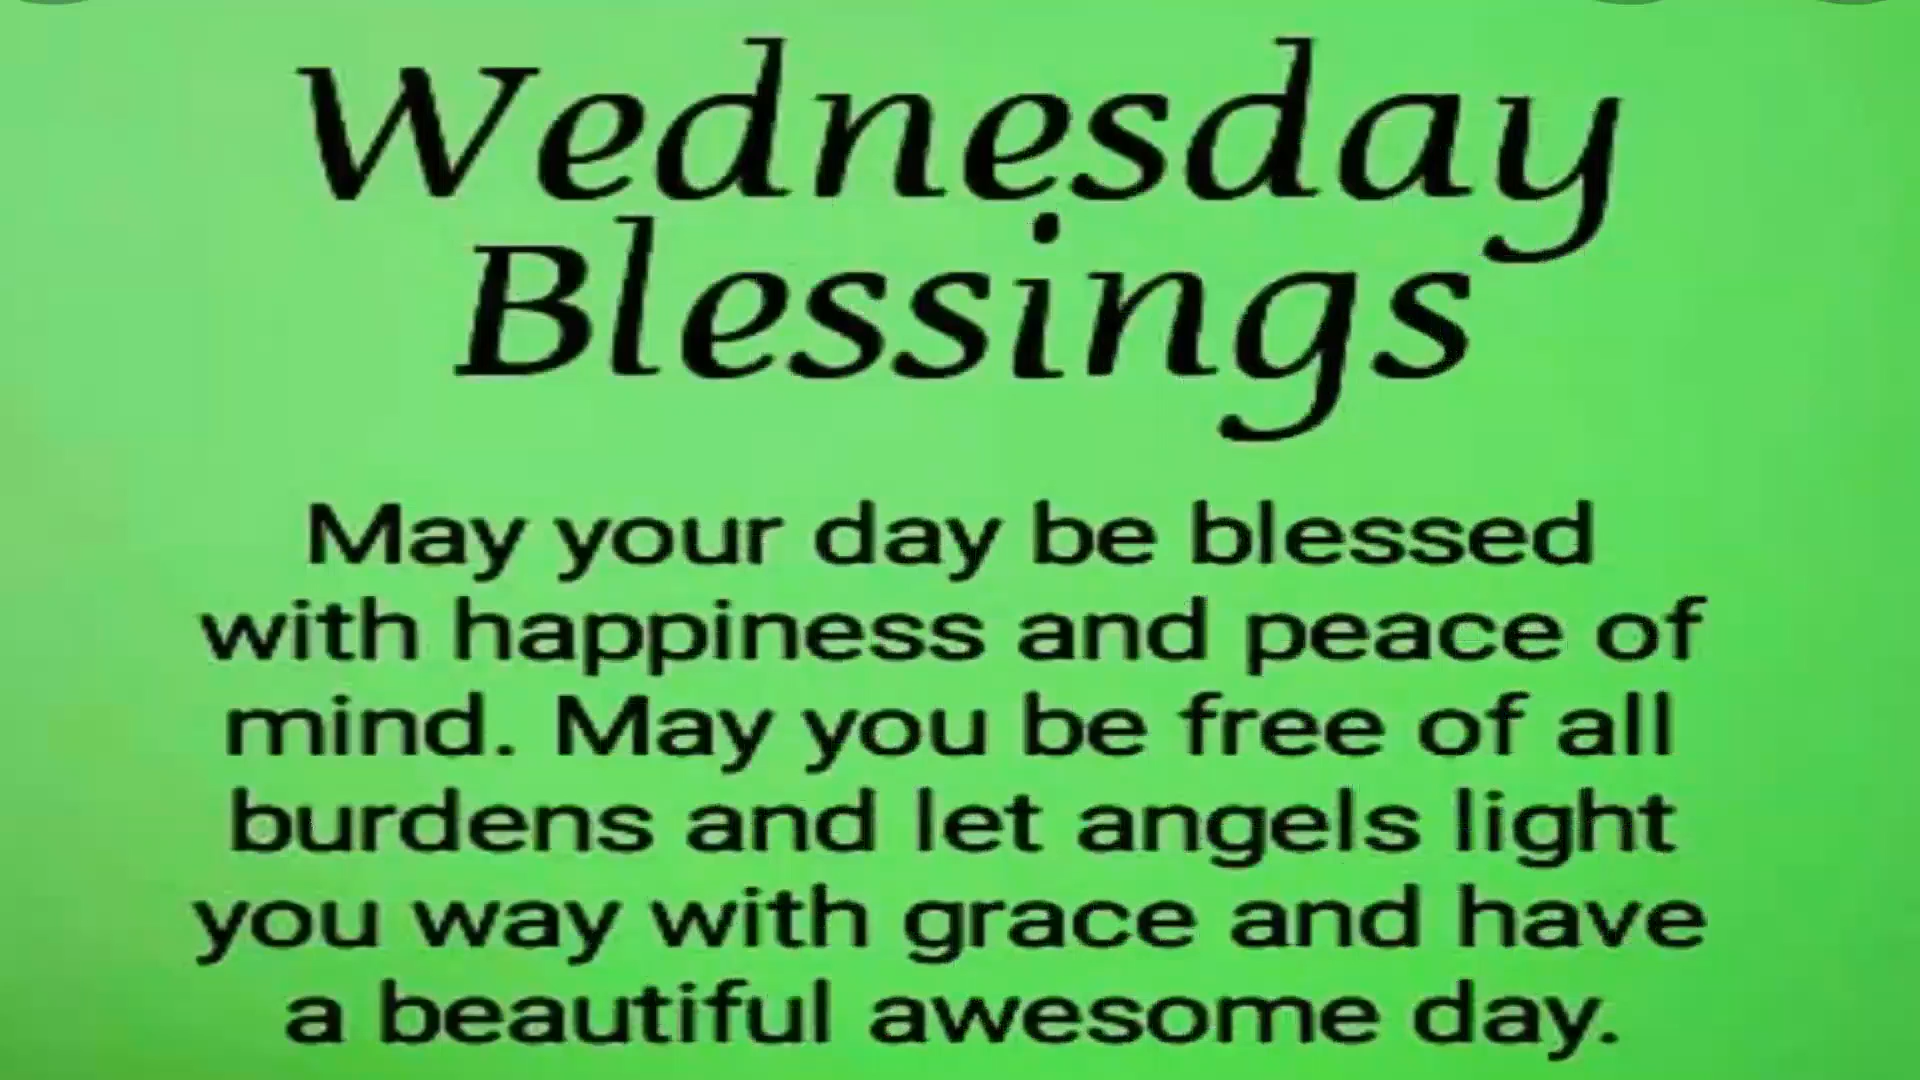 Wednesday
Blessings
May your day be blessed
with happiness and peace of
mind. May you be free of all
burdens and let angels light
you way with grace and have
a beautiful awesome day.